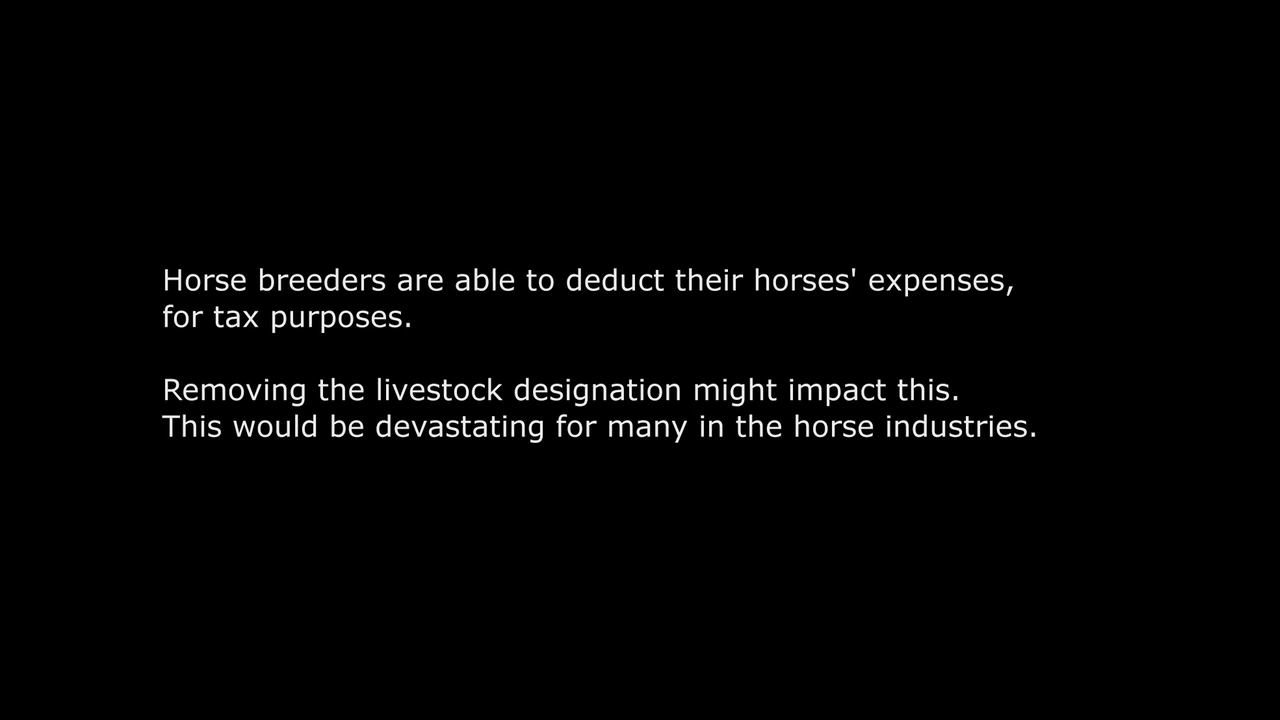 Horse breeders are able to deduct their horses' expenses,
for tax purposes.
Removing the livestock designation might impact this.
This would be devastating for many in the horse industries.